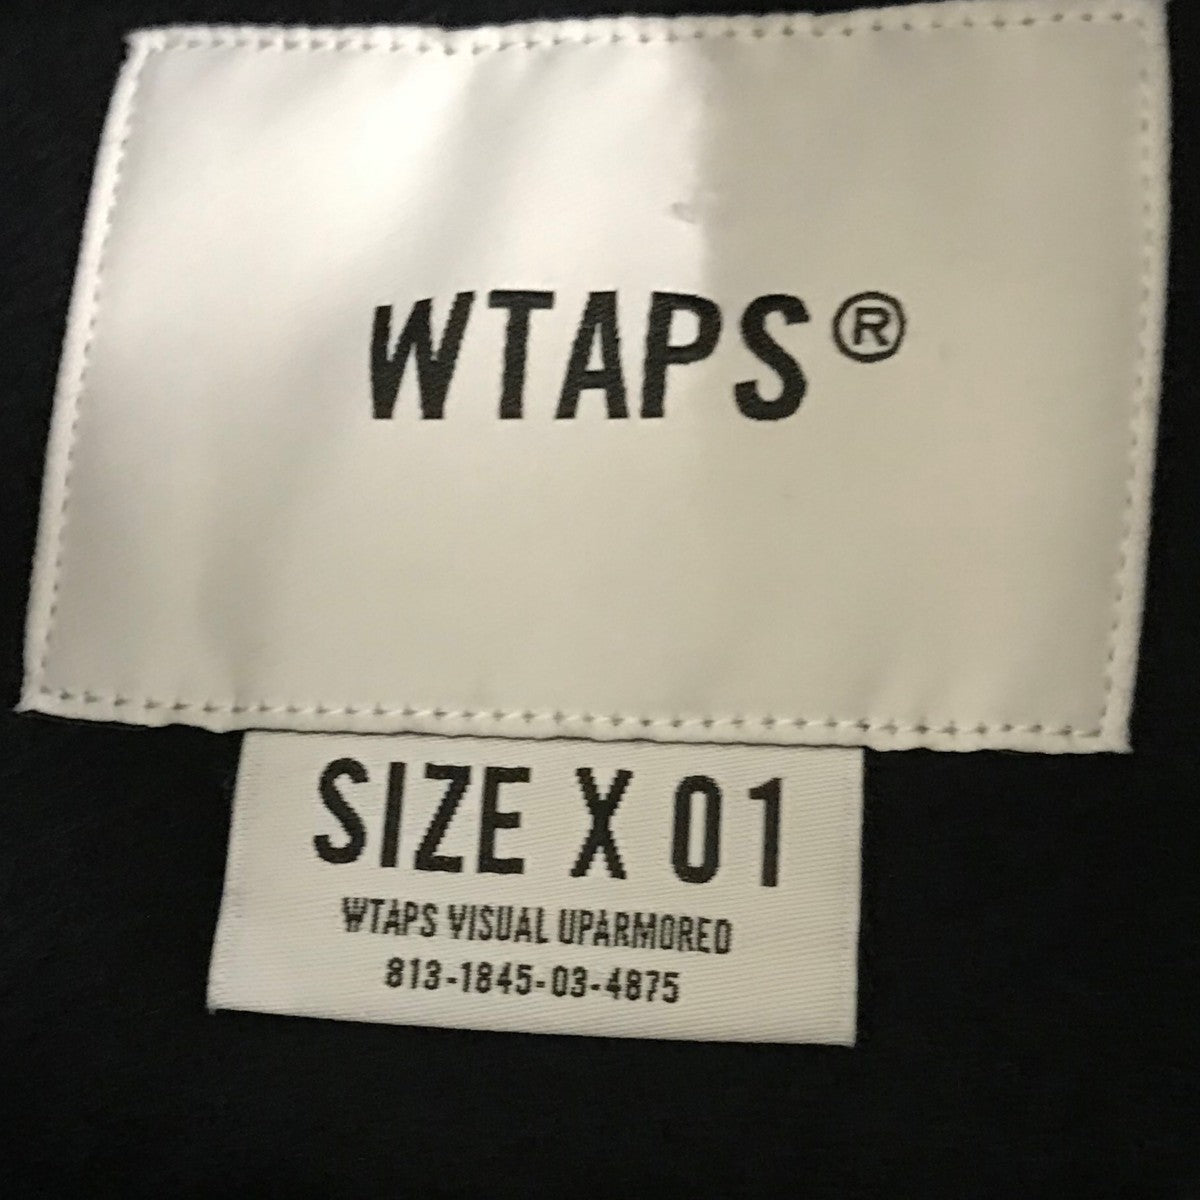 WTAPS®
SIZE X 01
WTAPS VISUAL UPARMORED
813-1845-03-4875